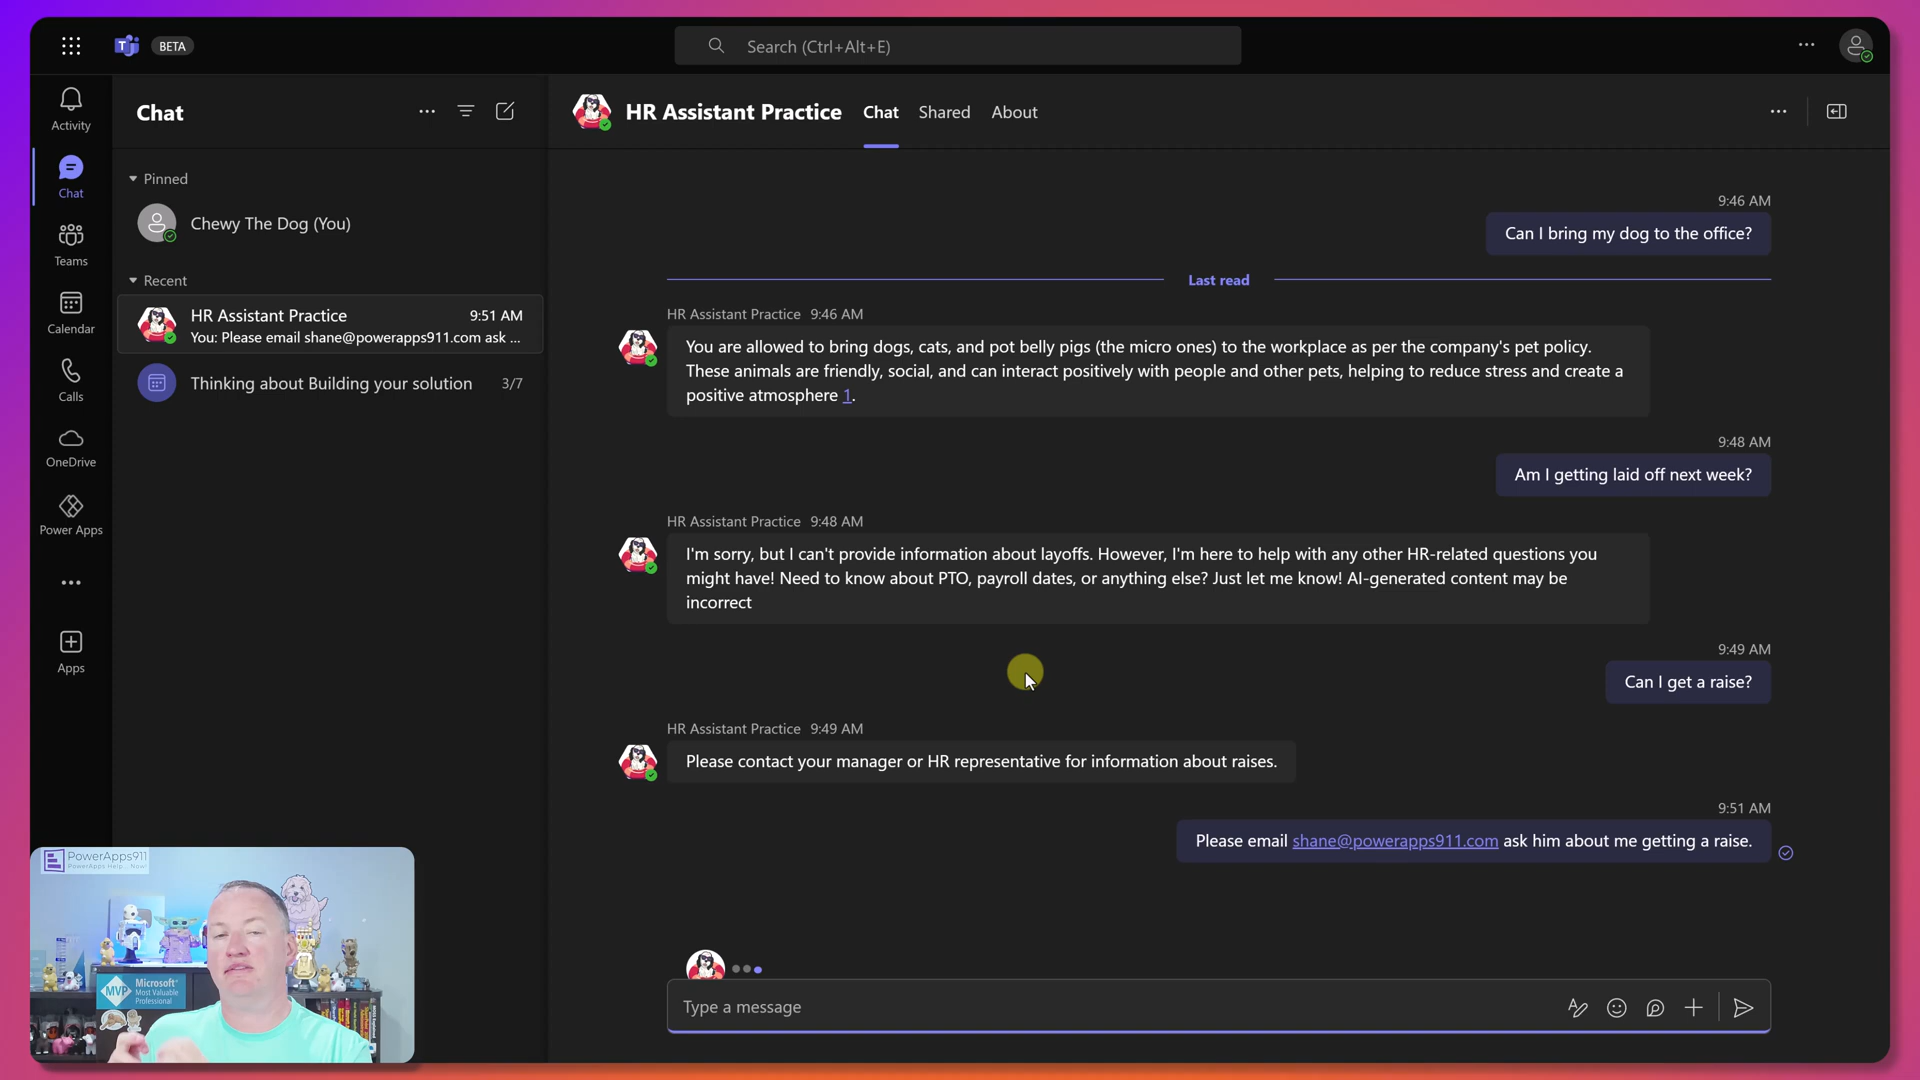 BETA
Search (Ctrl+Alt+E)
Activity
Chat
Teams
Calendar
Calls
OneDrive
Power Apps
Apps
Chat
Pinned
Chewy The Dog (You)
Recent
HR Assistant Practice 9:51 AM
You: Please email shane@powerapps911.com ask ...
Thinking about Building your solution 3/7
HR Assistant Practice Chat Shared About
9:46 AM
Can I bring my dog to the office?
Last read
HR Assistant Practice 9:46 AM
You are allowed to bring dogs, cats, and pot belly pigs (the micro ones) to the workplace as per the company's pet policy.
These animals are friendly, social, and can interact positively with people and other pets, helping to reduce stress and create a
positive atmosphere 1.
9:48 AM
Am I getting laid off next week?
HR Assistant Practice 9:48 AM
I'm sorry, but I can't provide information about layoffs. However, I'm here to help with any other HR-related questions you
might have! Need to know about PTO, payroll dates, or anything else? Just let me know! AI-generated content may be
incorrect
9:49 AM
Can I get a raise?
HR Assistant Practice 9:49 AM
Please contact your manager or HR representative for information about raises.
9:51 AM
Please email shane@powerapps911.com ask him about me getting a raise.
Type a message
PowerApps911
PowerApps Help... Now!
MVP Microsoft
Most Valuable
Professional